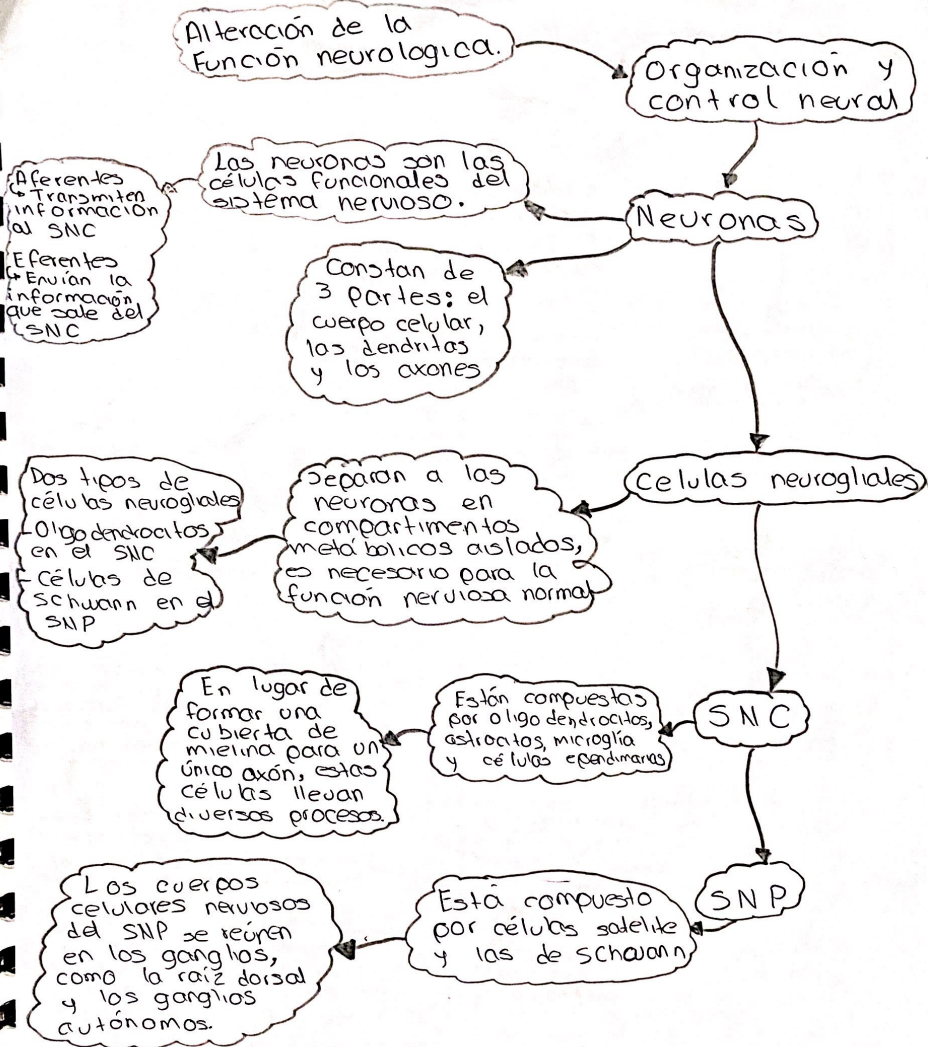 Alteración de la
Función neurologica.
Organización y
control neural
Neuronas
Las neuronas son las
células funcionales del
sistema nervioso.
Aferentes
↳ Transmiten
información
al SNC
Eferentes
↳ Envían la
información
que sale del
SNC
Constan de
3 partes: el
cuerpo celular,
las dendritas
y los axones
Celulas neurogliales
Separan a las
neuronas en
compartimentos
metabólicos aislados,
es necesario para la
función nerviosa normal
Dos tipos de
células neurogliales
-Oligodendrocitos
en el SNC
-Células de
Schwann en el
SNP
SNC
Están compuestas
por oligodendrocitos,
astrocitos, microglía
y células ependimarias
En lugar de
formar una
cubierta de
mielina para un
único axón, estas
células llevan
diversos procesos.
SNP
Está compuesto
por células satelite
y las de Schwann
Los cuerpos
celulares nerviosos
del SNP se reúnen
en los ganglios,
como la raíz dorsal
y los ganglios
autónomos.